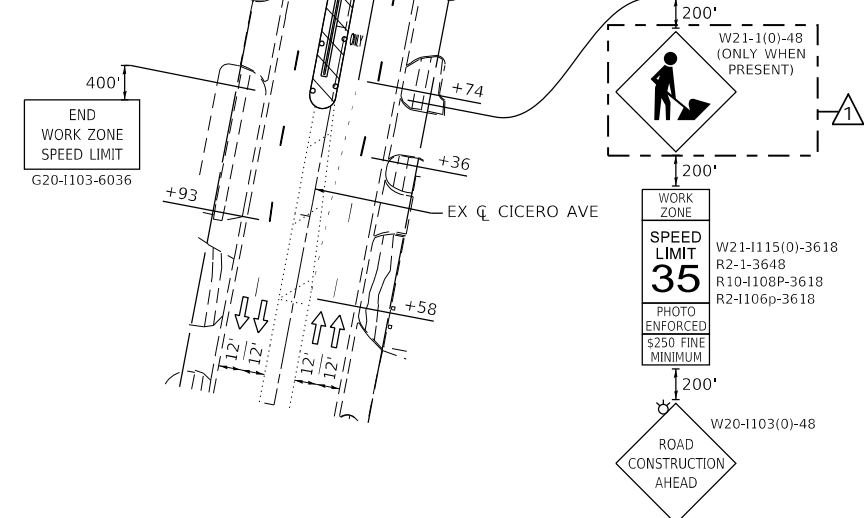 200'
W21-1(0)-48
(ONLY WHEN
PRESENT)
1
ONLY
400'
END
WORK ZONE
SPEED LIMIT
G20-I103-6036
+74
+36
+93
EX ℄ CICERO AVE
+58
12' 12'
12' 12'
200'
WORK
ZONE
SPEED
LIMIT
35
PHOTO
ENFORCED
$250 FINE
MINIMUM
W21-I115(0)-3618
R2-1-3648
R10-I108P-3618
R2-I106p-3618
200'
W20-I103(0)-48
ROAD
CONSTRUCTION
AHEAD